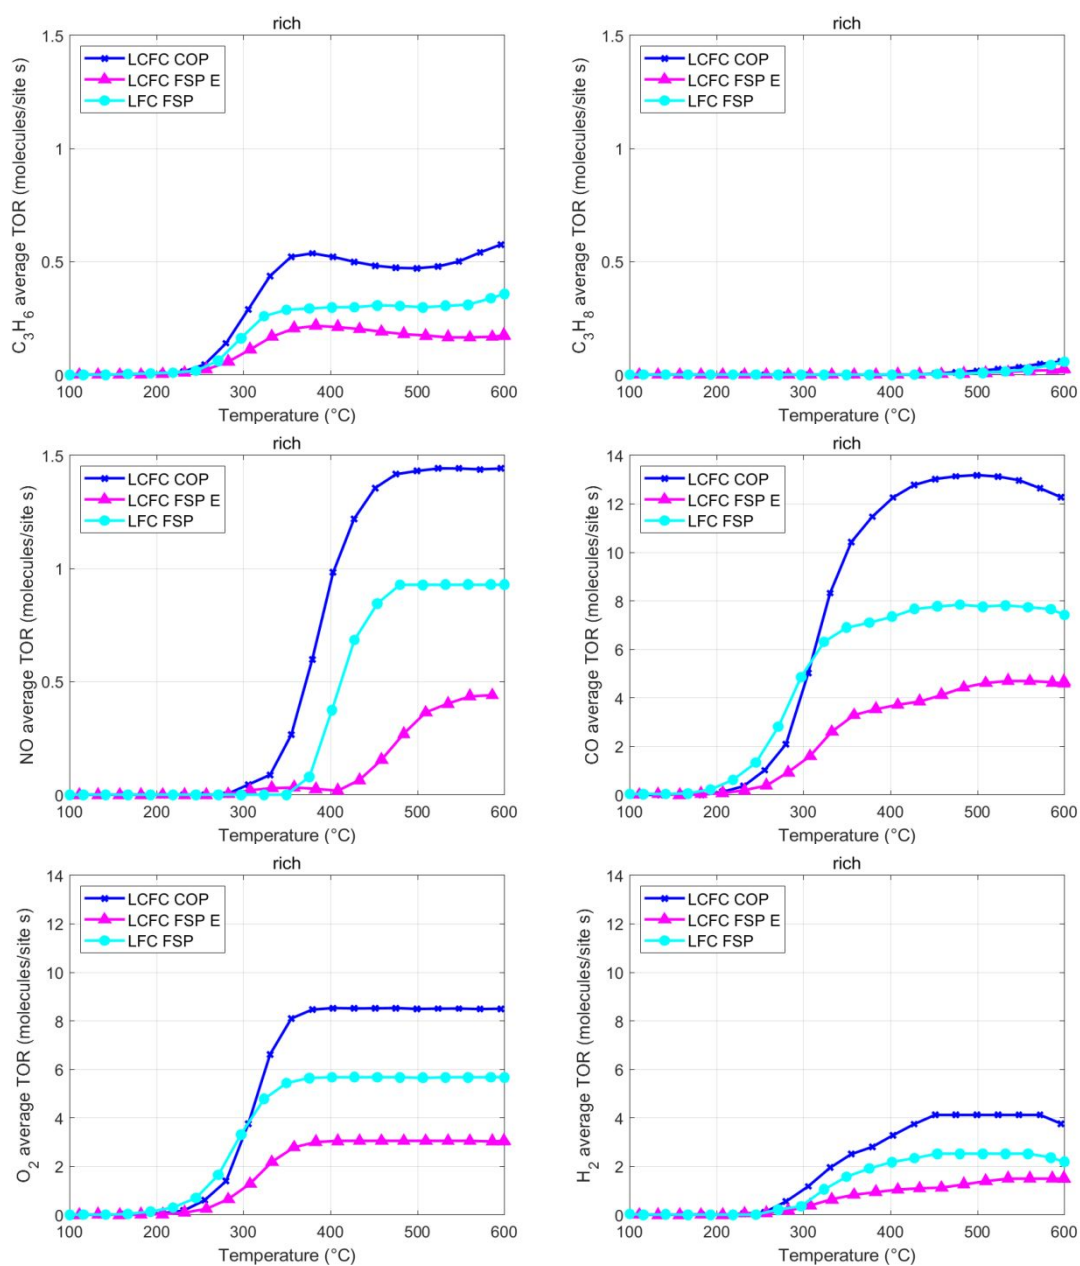 rich
C3H6 average TOR (molecules/site s)
1.5
1
0.5
0
LCFC COP
LCFC FSP E
LFC FSP
100 200 300 400 500 600
Temperature (°C)
rich
C3H8 average TOR (molecules/site s)
1.5
1
0.5
0
LCFC COP
LCFC FSP E
LFC FSP
100 200 300 400 500 600
Temperature (°C)
rich
NO average TOR (molecules/site s)
1.5
1
0.5
0
LCFC COP
LCFC FSP E
LFC FSP
100 200 300 400 500 600
Temperature (°C)
rich
CO average TOR (molecules/site s)
14
12
10
8
6
4
2
0
LCFC COP
LCFC FSP E
LFC FSP
100 200 300 400 500 600
Temperature (°C)
rich
O2 average TOR (molecules/site s)
14
12
10
8
6
4
2
0
LCFC COP
LCFC FSP E
LFC FSP
100 200 300 400 500 600
Temperature (°C)
rich
H2 average TOR (molecules/site s)
14
12
10
8
6
4
2
0
LCFC COP
LCFC FSP E
LFC FSP
100 200 300 400 500 600
Temperature (°C)